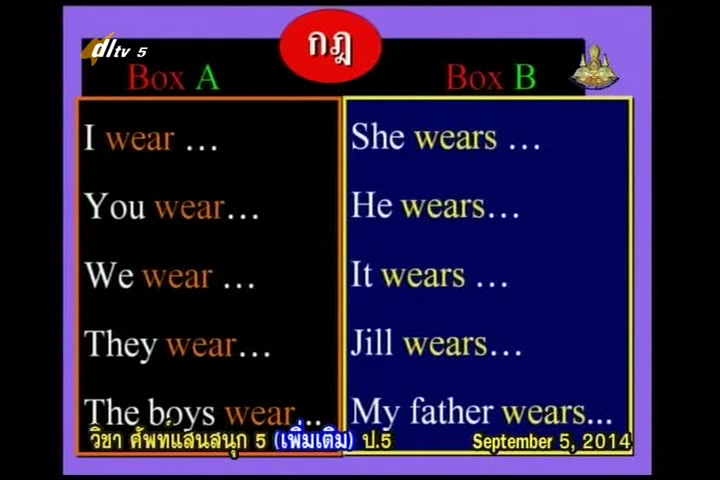 dltv 5
กฎ
Box A
Box B
I wear ...
You wear...
We wear ...
They wear...
The boys wear...
She wears ...
He wears...
It wears ...
Jill wears...
My father wears...
วิชา ศัพท์แสนสนุก 5 (เพิ่มเติม) ป.5
September 5, 2014